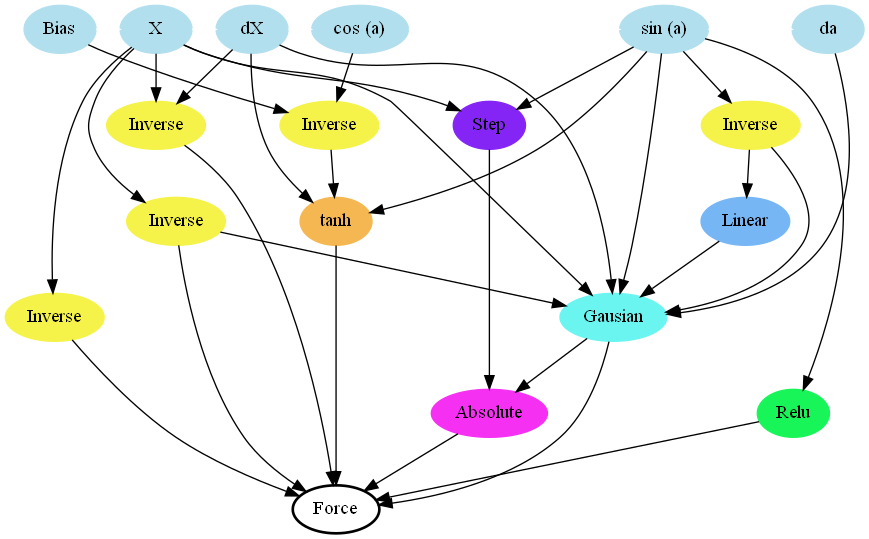 Bias
X
dX
cos (a)
sin (a)
da
Inverse
Inverse
Step
Inverse
Inverse
tanh
Linear
Inverse
Gausian
Absolute
Relu
Force